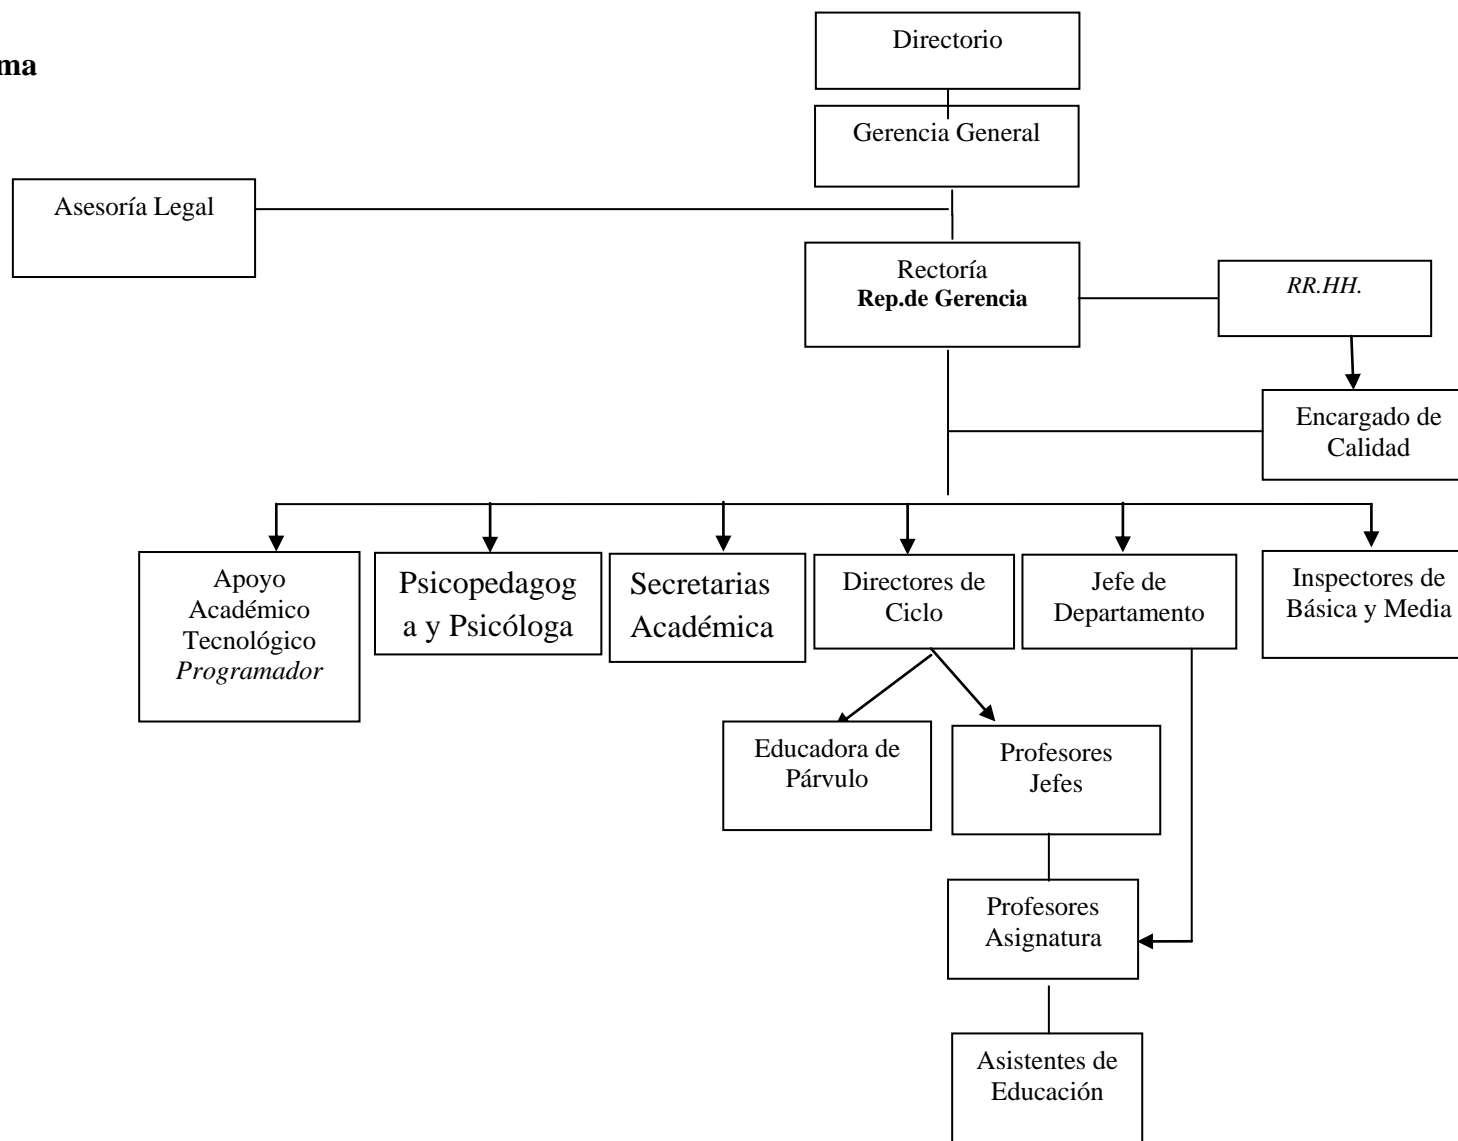 Directorio
ma
Gerencia General
Asesoría Legal
Rectoría
Rep.de Gerencia
RR.HH.
Encargado de
Calidad
Apoyo
Académico
Tecnológico
Programador
Psicopedagog
a y Psicóloga
Secretarias
Académica
Directores de
Ciclo
Jefe de
Departamento
Inspectores de
Básica y Media
Educadora de
Párvulo
Profesores
Jefes
Profesores
Asignatura
Asistentes de
Educación